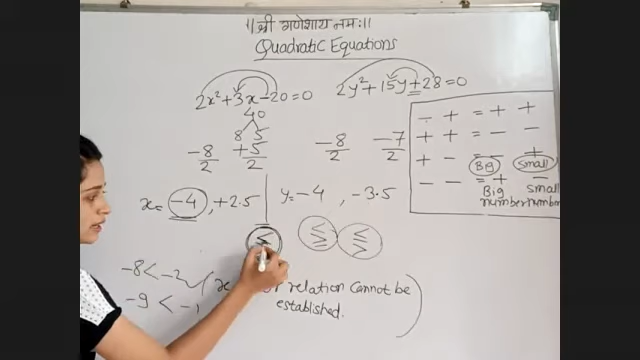 ॥श्री गणेशाय नमः॥
Quadratic Equations
2x² + 3x - 20 = 0
40
8 5
-8/2 +5/2
x = -4, +2.5
2y² + 15y + 28 = 0
-8/2 -7/2
y = -4, -3.5
- + = + +
+ + = - -
+ - = - +
- - = + -
Big Small
Big small
number number
-8 < -2 ✓
-9 < -1
x
relation cannot be
established.